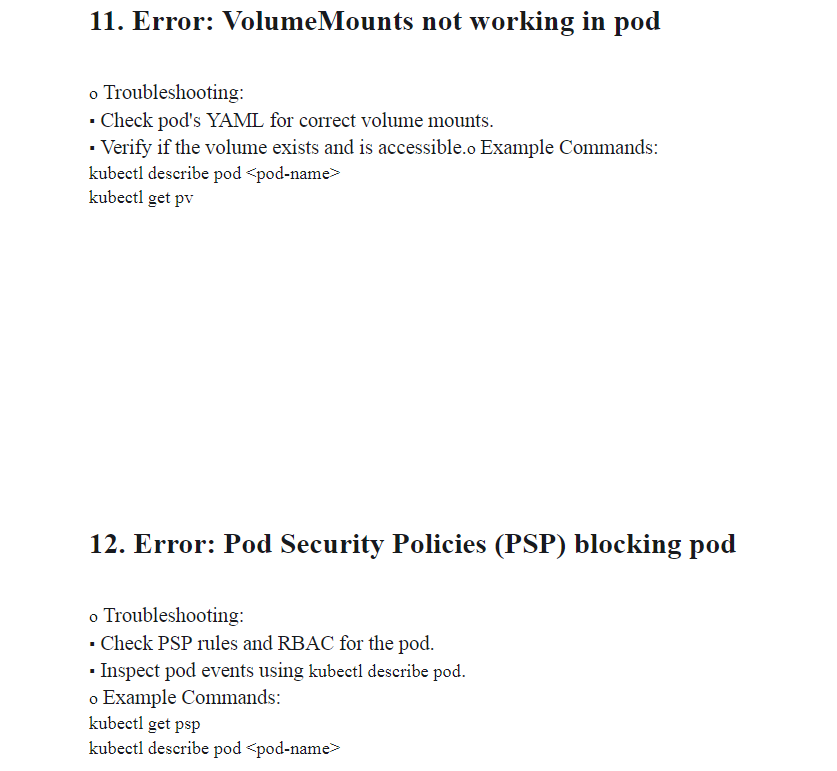 11. Error: VolumeMounts not working in pod
o Troubleshooting:
▪ Check pod's YAML for correct volume mounts.
▪ Verify if the volume exists and is accessible.o Example Commands:
kubectl describe pod <pod-name>
kubectl get pv
12. Error: Pod Security Policies (PSP) blocking pod
o Troubleshooting:
▪ Check PSP rules and RBAC for the pod.
▪ Inspect pod events using kubectl describe pod.
o Example Commands:
kubectl get psp
kubectl describe pod <pod-name>